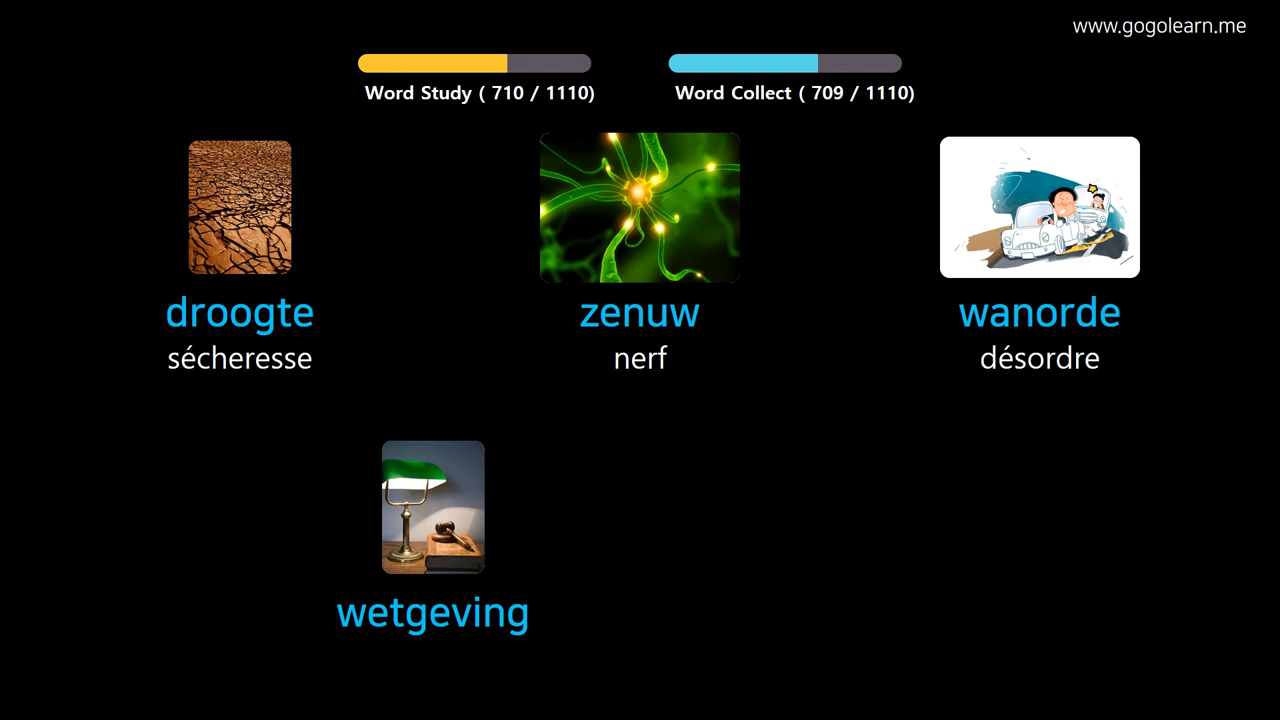 www.gogolearn.me
Word Study ( 710 / 1110)
Word Collect ( 709 / 1110)
droogte
sécheresse
zenuw
nerf
wanorde
désordre
wetgeving